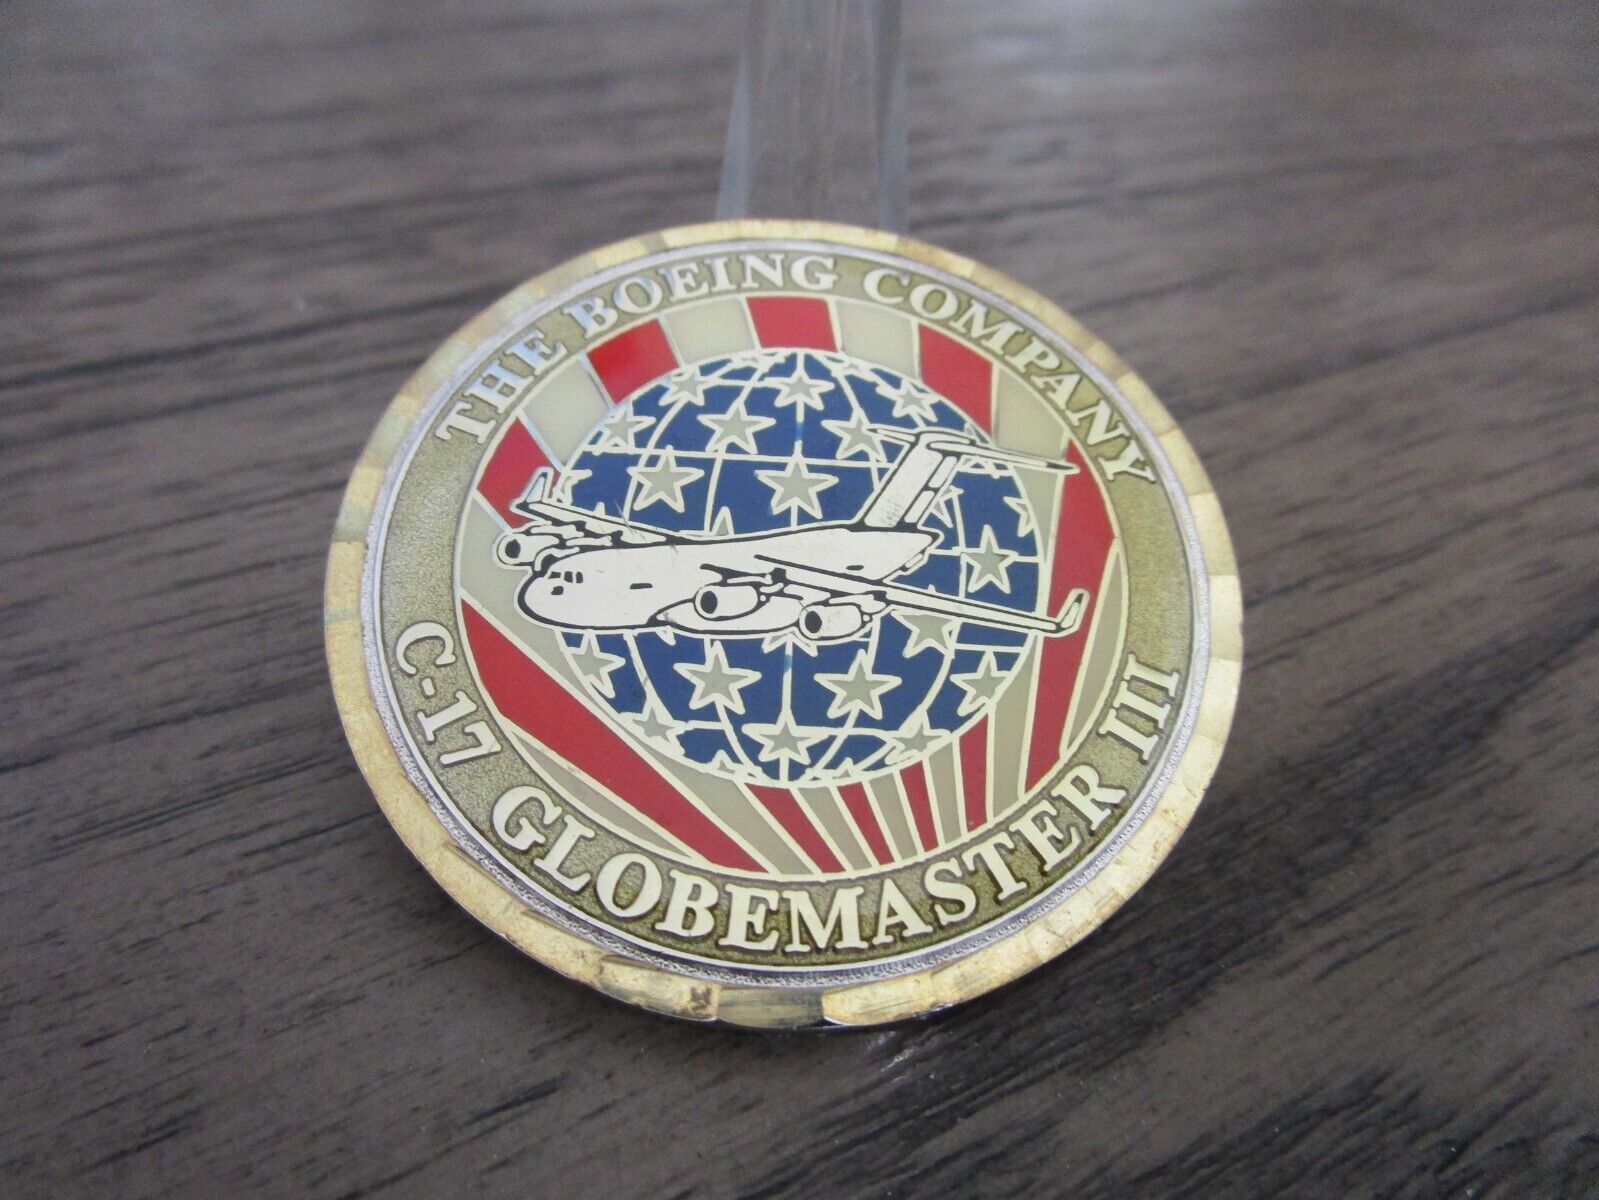 THE BOEING COMPANY
C-17 GLOBEMASTER III